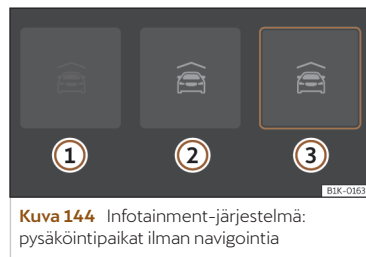 1 2 3
B1K-0163
Kuva 144 Infotainment-järjestelmä:
pysäköintipaikat ilman navigointia